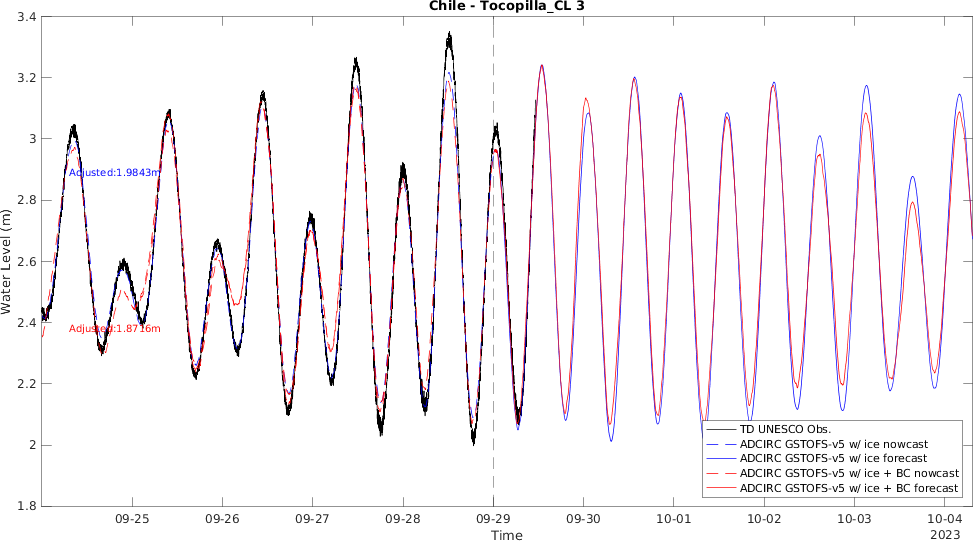 Chile - Tocopilla_CL 3
3.4
3.2
3
2.8
2.6
2.4
2.2
2
1.8
Water Level (m)
Adjusted:1.9843m
Adjusted:1.8716m
TD UNESCO Obs.
ADCIRC GSTOFS-v5 w/ ice nowcast
ADCIRC GSTOFS-v5 w/ ice forecast
ADCIRC GSTOFS-v5 w/ ice + BC nowcast
ADCIRC GSTOFS-v5 w/ ice + BC forecast
09-25 09-26 09-27 09-28 09-29 09-30 10-01 10-02 10-03 10-04
2023
Time